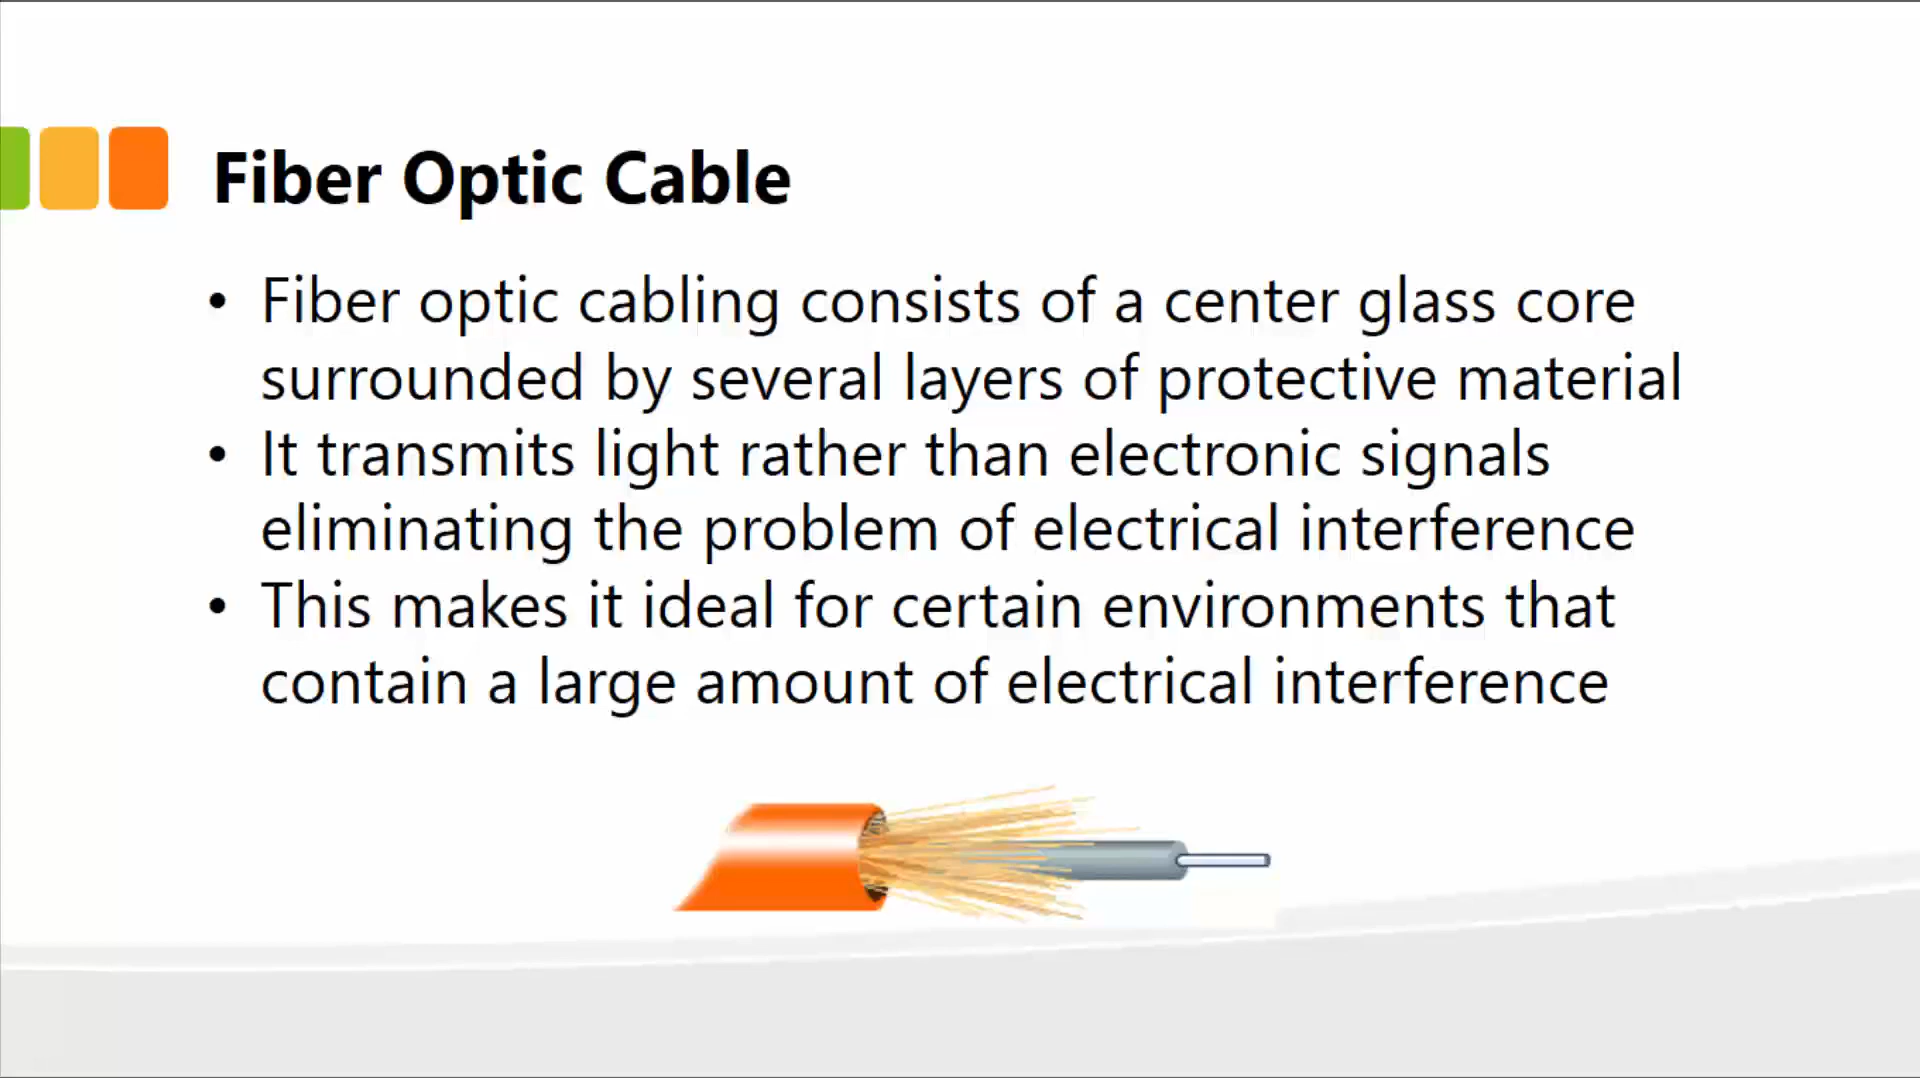 Fiber Optic Cable
• Fiber optic cabling consists of a center glass core
surrounded by several layers of protective material
• It transmits light rather than electronic signals
eliminating the problem of electrical interference
• This makes it ideal for certain environments that
contain a large amount of electrical interference